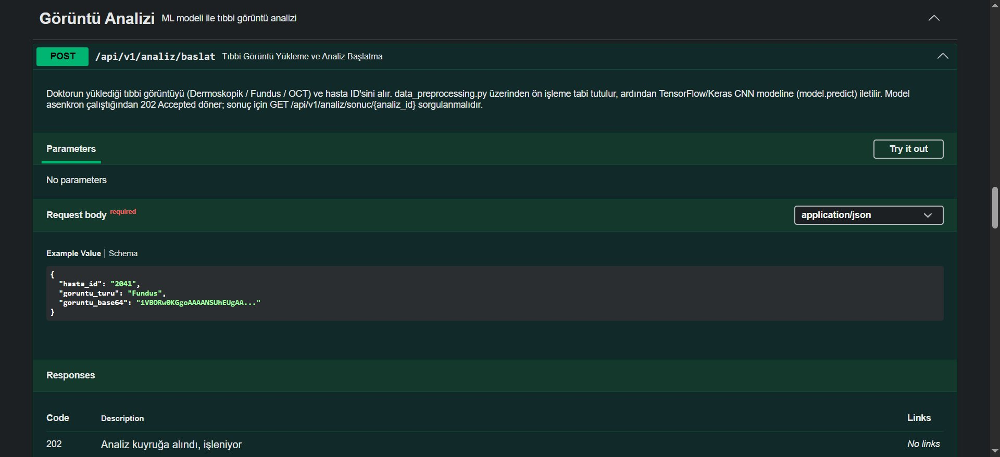 Görüntü Analizi ML modeli ile tıbbi görüntü analizi
POST /api/v1/analiz/baslat Tıbbi Görüntü Yükleme ve Analiz Başlatma
Doktorun yüklediği tıbbi görüntüyü (Dermoskopik / Fundus / OCT) ve hasta ID'sini alır. data_preprocessing.py üzerinden ön işleme tabi tutulur, ardından TensorFlow/Keras CNN modeline (model.predict) iletilir. Model
asenkron çalıştığından 202 Accepted döner; sonuç için GET /api/v1/analiz/sonuc/{analiz_id} sorgulanmalıdır.
Parameters Try it out
No parameters
Request body required application/json
Example Value | Schema
{
"hasta_id": "2041",
"goruntu_turu": "Fundus",
"goruntu_base64": "iVBORw0KGgoAAAANSUhEUgAA..."
}
Responses
Code Description Links
202 Analiz kuyruğa alındı, işleniyor No links